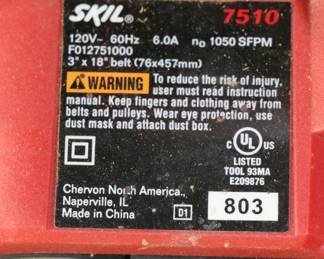 SKIL® 7510
120V~ 60Hz 6.0A n₀ 1050 SFPM
F012751000
3" x 18" belt (76x457mm)
WARNING To reduce the risk of injury,
user must read instruction
manual. Keep fingers and clothing away from
belts and pulleys. Wear eye protection, use
dust mask and attach dust box.
C UL® US
LISTED
TOOL 93MA
E209876
Chervon North America.,
Naperville, IL
Made in China
D1
803